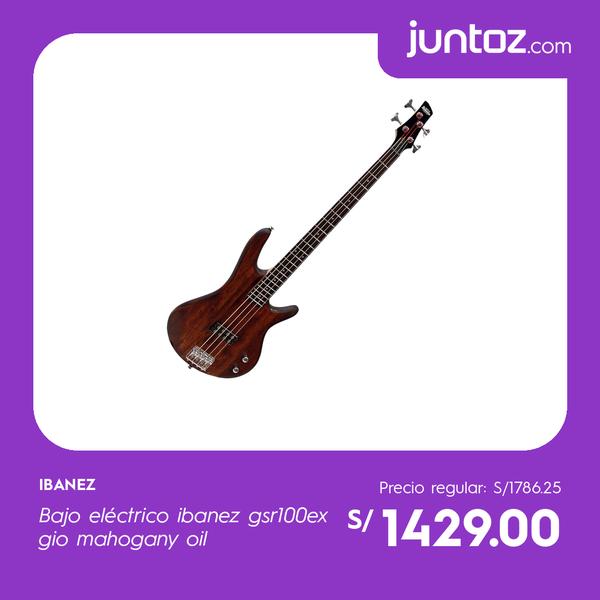 juntoz.com
IBANEZ
Bajo eléctrico ibanez gsr100ex
gio mahogany oil
Precio regular: S/1786.25
S/ 1429.00